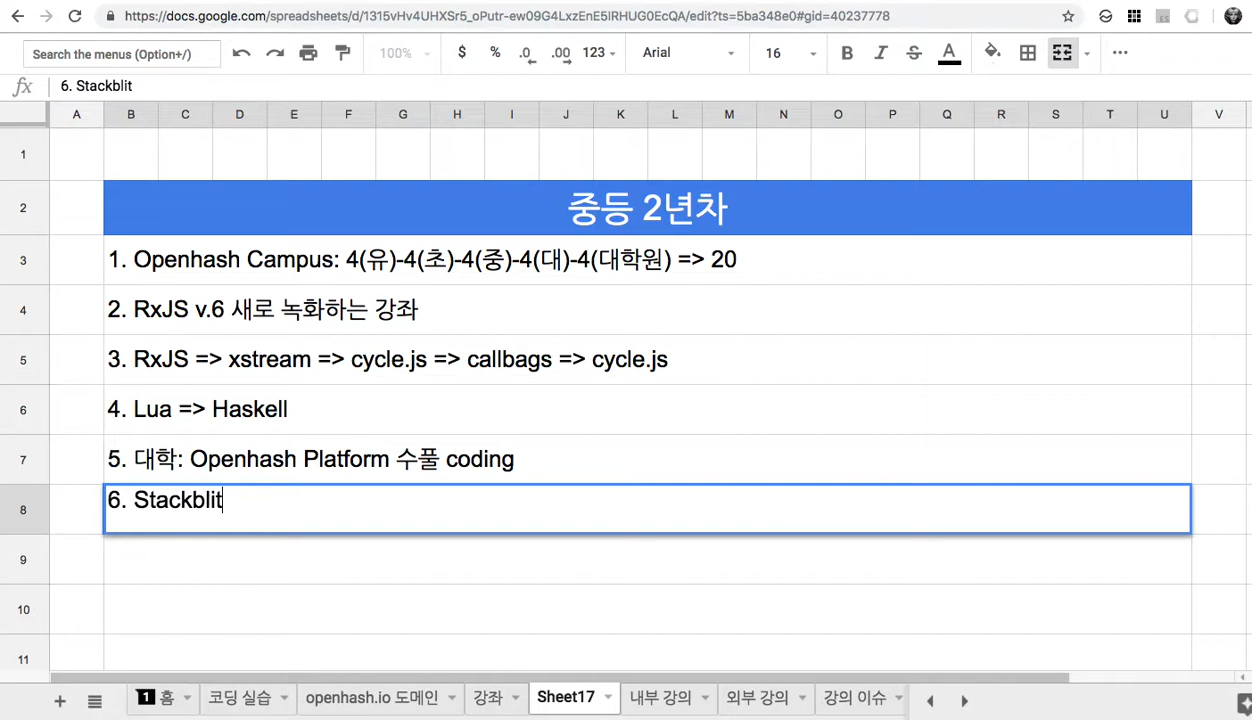 https://docs.google.com/spreadsheets/d/1315vHv4UHXSr5_oPutr-ew09G4LxzEnE5IRHUG0EcQA/edit?ts=5ba348e0#gid=40237778
Search the menus (Option+/) 100% $ % .0 .00 123 Arial 16 B I S A
fx 6. Stackblit
A B C D E F G H I J K L M N O P Q R S T U V
1
2 중등 2년차
3 1. Openhash Campus: 4(유)-4(초)-4(중)-4(대)-4(대학원) => 20
4 2. RxJS v.6 새로 녹화하는 강좌
5 3. RxJS => xstream => cycle.js => callbags => cycle.js
6 4. Lua => Haskell
7 5. 대학: Openhash Platform 수풀 coding
8 6. Stackblit
9
10
11
1 홈 코딩 실습 openhash.io 도메인 강좌 Sheet17 내부 강의 외부 강의 강의 이슈